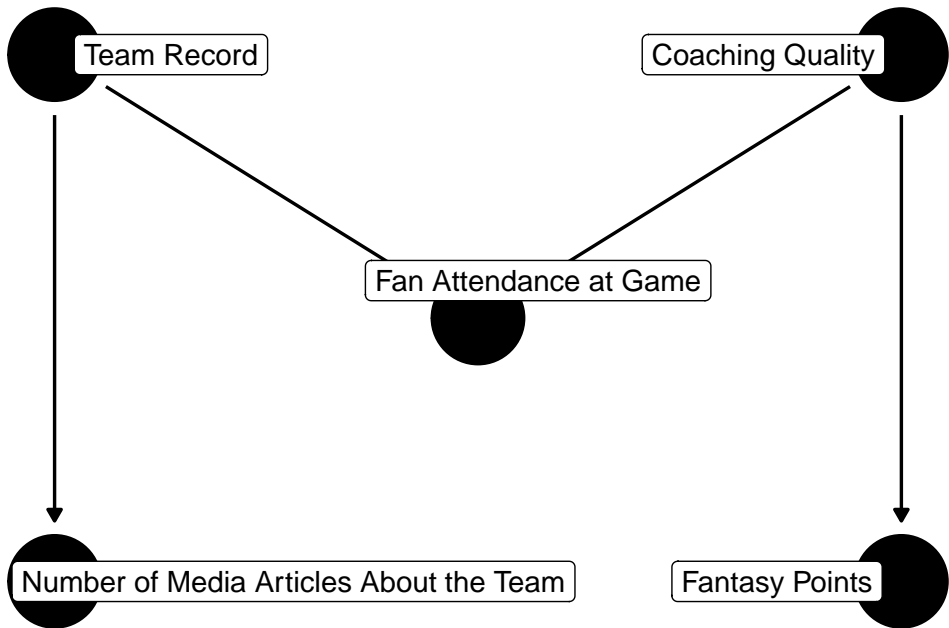 Team Record
Coaching Quality
Fan Attendance at Game
Number of Media Articles About the Team
Fantasy Points